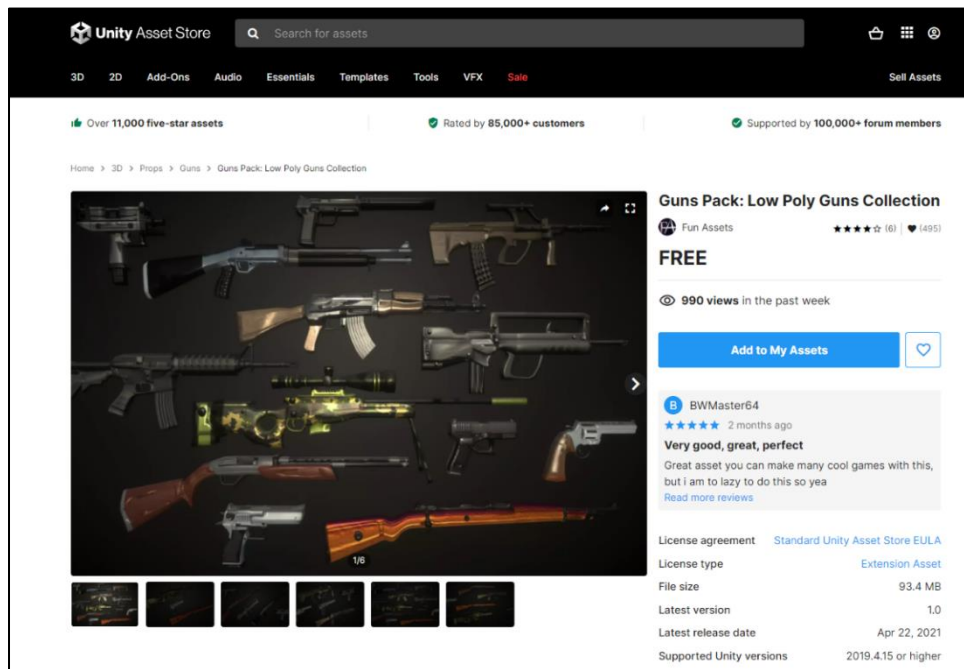 Unity Asset Store
Search for assets
3D 2D Add-Ons Audio Essentials Templates Tools VFX Sale Sell Assets
Over 11,000 five-star assets Rated by 85,000+ customers Supported by 100,000+ forum members
Home > 3D > Props > Guns > Guns Pack: Low Poly Guns Collection
Guns Pack: Low Poly Guns Collection
Fun Assets ★★★★☆ (6) | ♥ (495)
FREE
990 views in the past week
Add to My Assets
B BWMaster64
★★★★★ 2 months ago
Very good, great, perfect
Great asset you can make many cool games with this,
but i am to lazy to do this so yea
Read more reviews
1/6
License agreement Standard Unity Asset Store EULA
License type Extension Asset
File size 93.4 MB
Latest version 1.0
Latest release date Apr 22, 2021
Supported Unity versions 2019.4.15 or higher